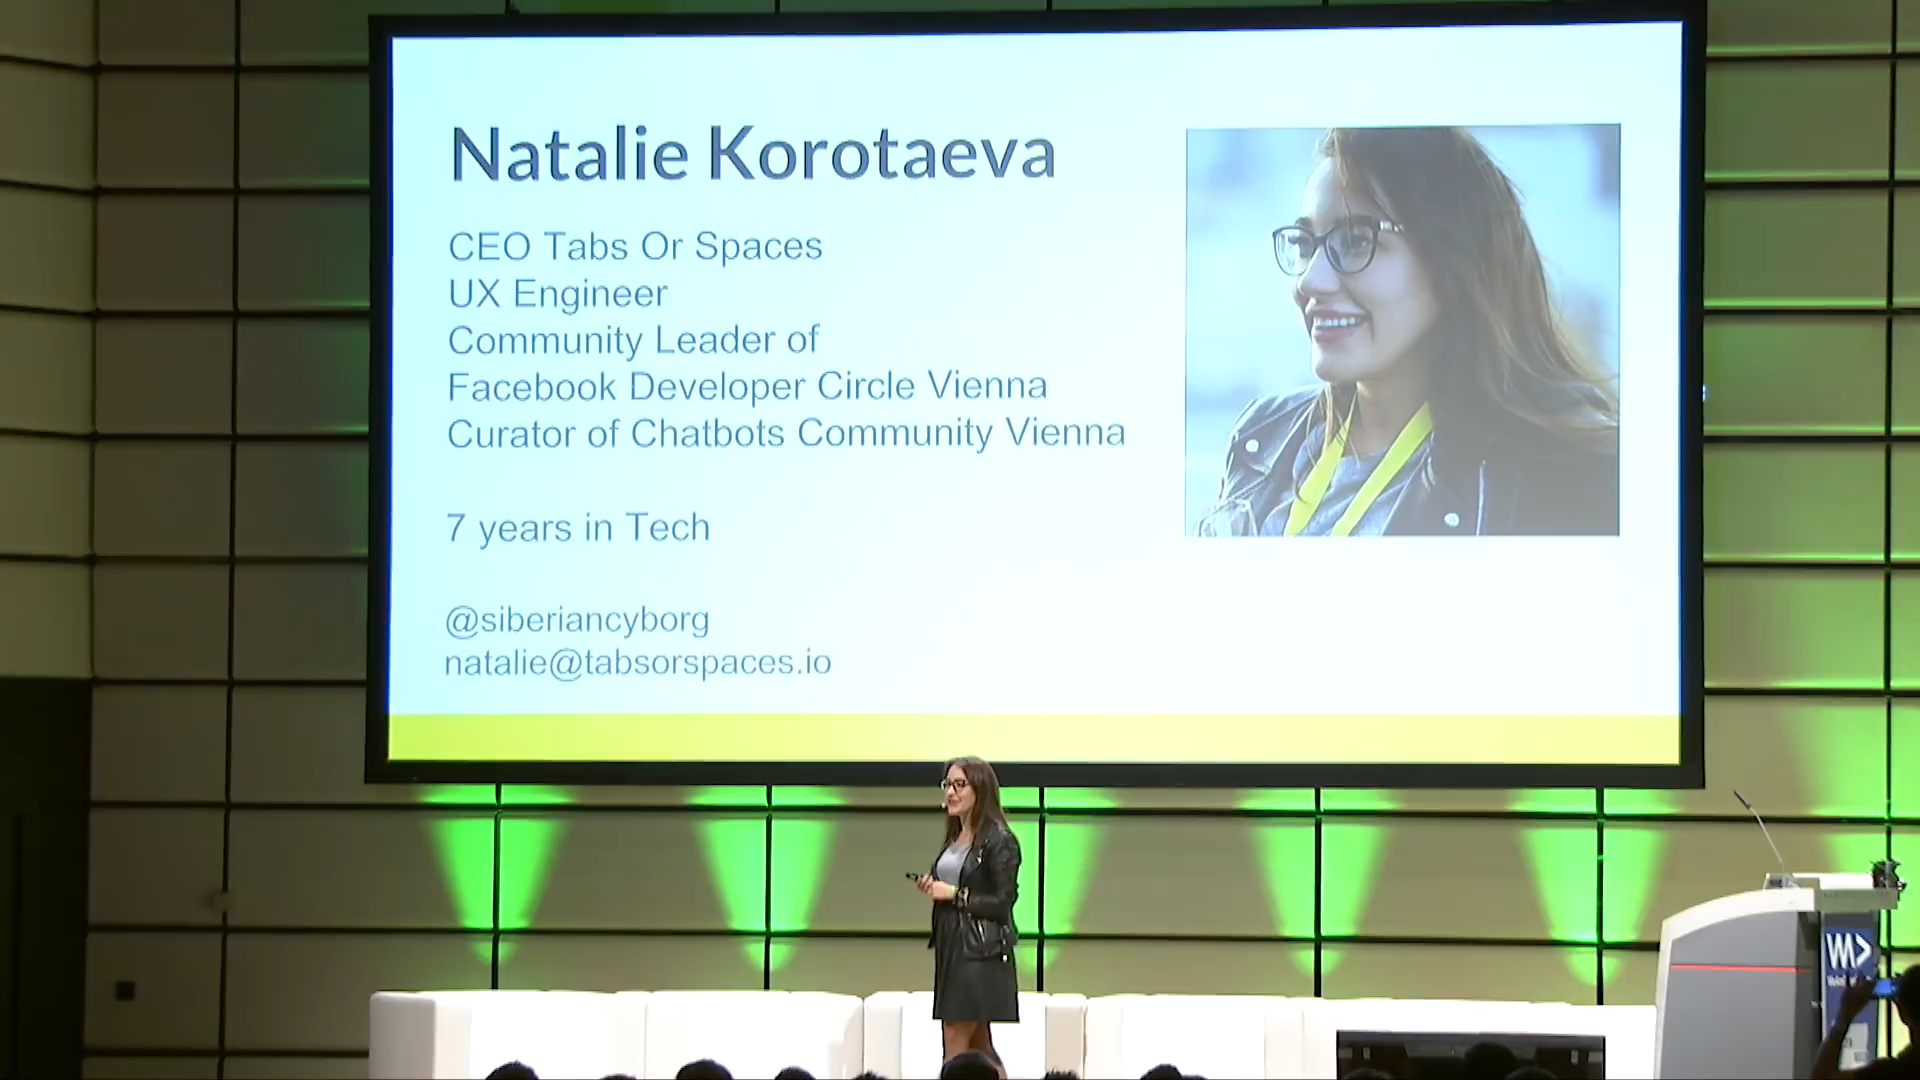 Natalie Korotaeva
CEO Tabs Or Spaces
UX Engineer
Community Leader of
Facebook Developer Circle Vienna
Curator of Chatbots Community Vienna
7 years in Tech
@siberiancyborg
natalie@tabsorspaces.io